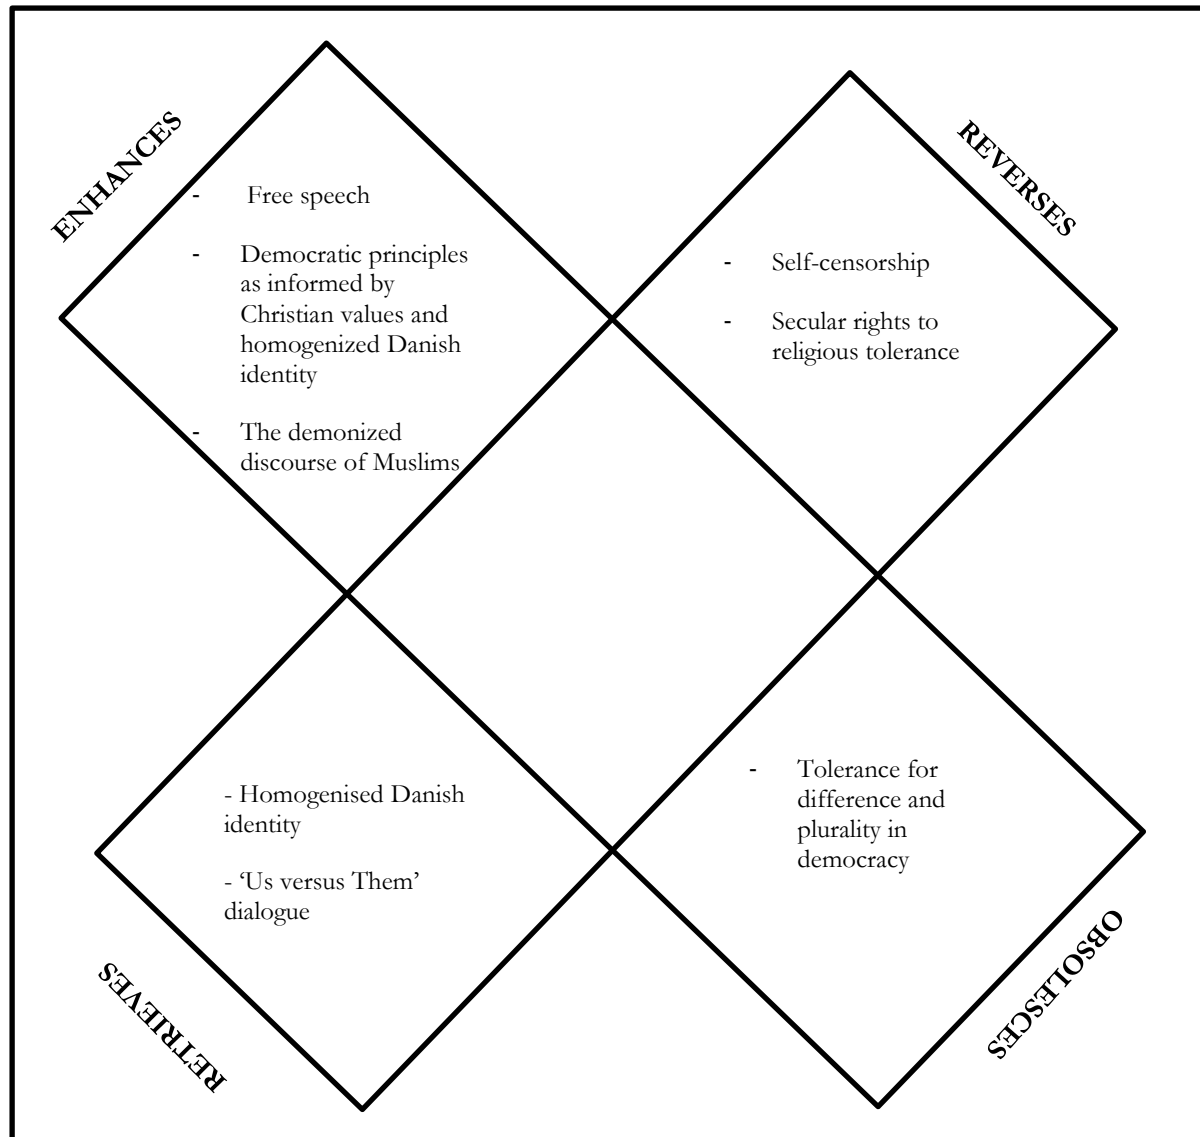 ENHANCES
- Free speech
- Democratic principles
as informed by
Christian values and
homogenized Danish
identity
- The demonized
discourse of Muslims
REVERSES
- Self-censorship
- Secular rights to
religious tolerance
RETRIEVES
- Homogenised Danish
identity
- ‘Us versus Them’
dialogue
OBSOLESCES
- Tolerance for
difference and
plurality in
democracy